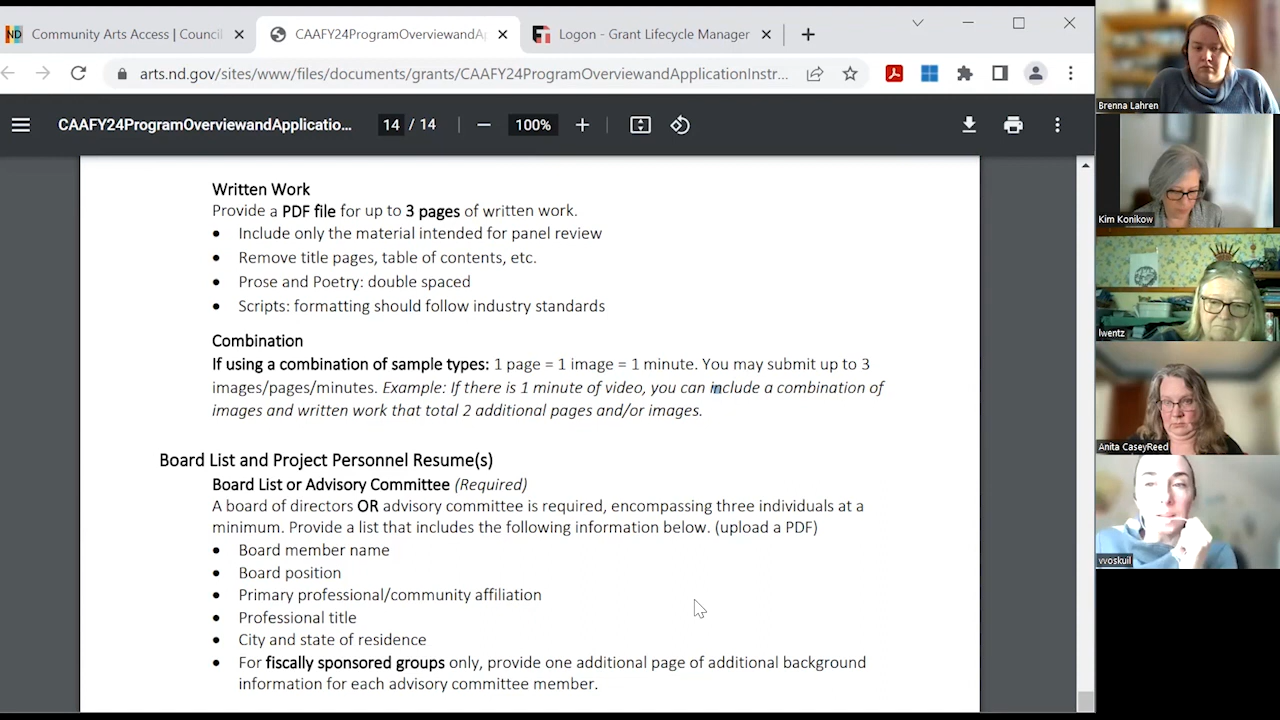 Community Arts Access | Counci
CAAFY24ProgramOverviewandAp
Logon - Grant Lifecycle Manager
arts.nd.gov/sites/www/files/documents/grants/CAAFY24ProgramOverviewandApplicationInstr...
CAAFY24ProgramOverviewandApplicatio...
14 / 14
100%
Written Work
Provide a PDF file for up to 3 pages of written work.
• Include only the material intended for panel review
• Remove title pages, table of contents, etc.
• Prose and Poetry: double spaced
• Scripts: formatting should follow industry standards
Combination
If using a combination of sample types: 1 page = 1 image = 1 minute. You may submit up to 3
images/pages/minutes. Example: If there is 1 minute of video, you can include a combination of
images and written work that total 2 additional pages and/or images.
Board List and Project Personnel Resume(s)
Board List or Advisory Committee (Required)
A board of directors OR advisory committee is required, encompassing three individuals at a
minimum. Provide a list that includes the following information below. (upload a PDF)
• Board member name
• Board position
• Primary professional/community affiliation
• Professional title
• City and state of residence
• For fiscally sponsored groups only, provide one additional page of additional background
information for each advisory committee member.
Brenna Lahren
Kim Konikow
lwentz
Anita CaseyReed
vvoskuil